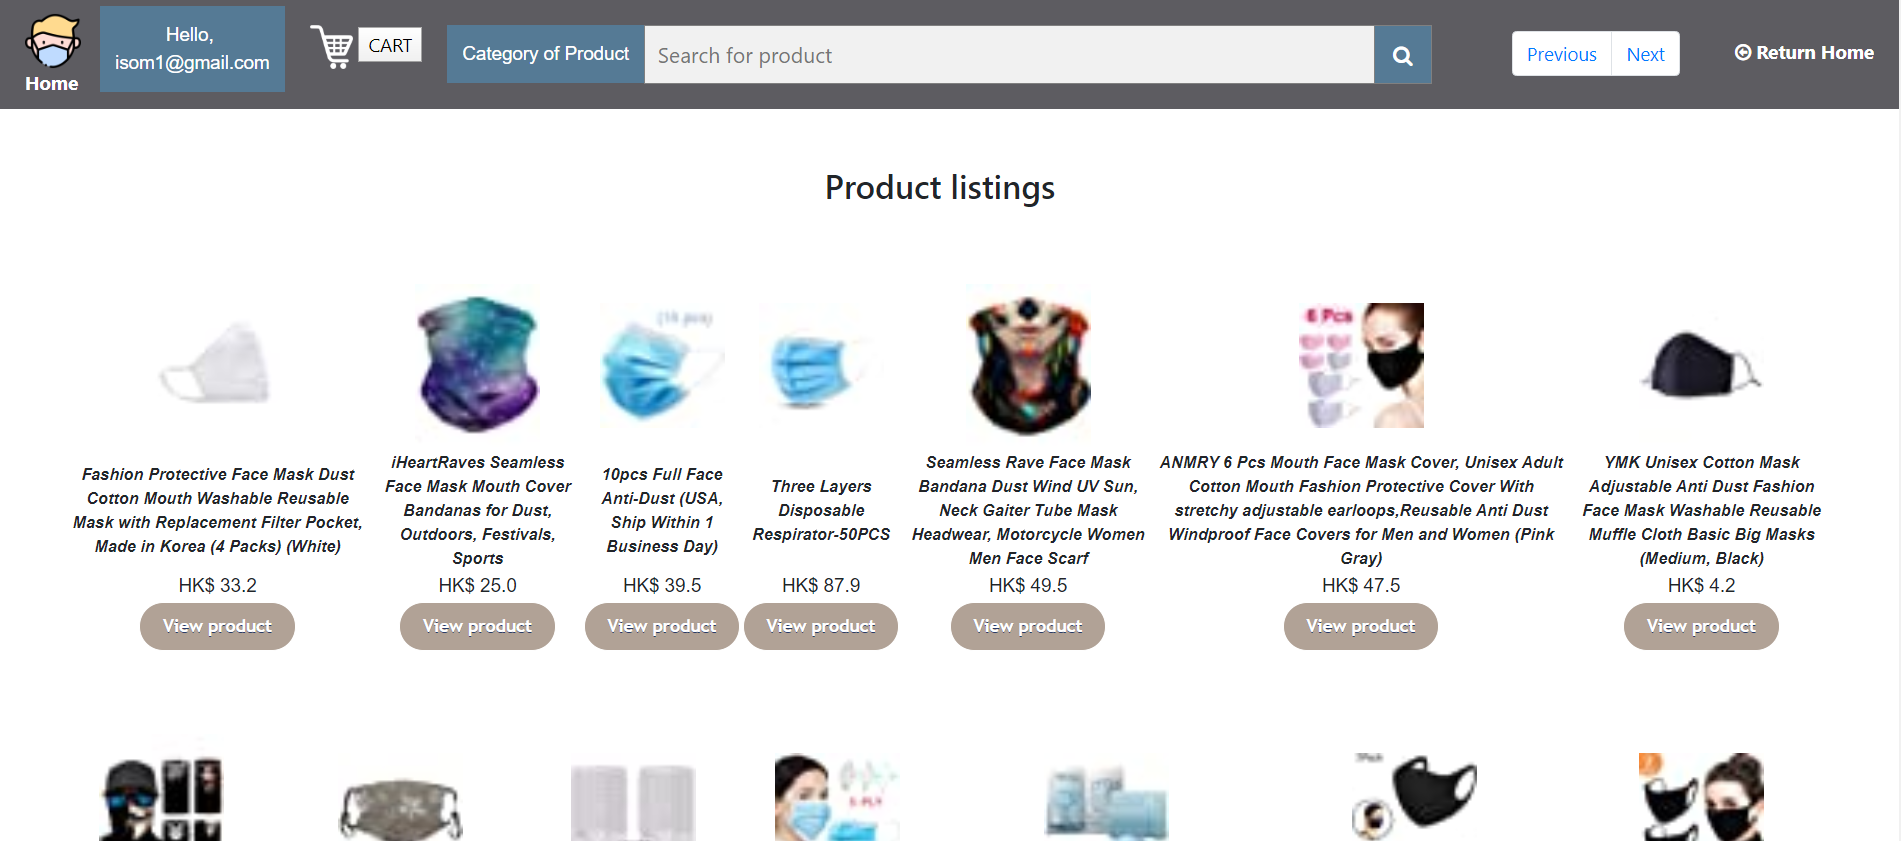 Home
Hello,
isom1@gmail.com
CART
Category of Product
Search for product
Previous
Next
Return Home
Product listings
(10 pcs)
6 Pcs
Fashion Protective Face Mask Dust
Cotton Mouth Washable Reusable
Mask with Replacement Filter Pocket,
Made in Korea (4 Packs) (White)
HK$ 33.2
View product
iHeartRaves Seamless
Face Mask Mouth Cover
Bandanas for Dust,
Outdoors, Festivals,
Sports
HK$ 25.0
View product
10pcs Full Face
Anti-Dust (USA,
Ship Within 1
Business Day)
HK$ 39.5
View product
Three Layers
Disposable
Respirator-50PCS
HK$ 87.9
View product
Seamless Rave Face Mask
Bandana Dust Wind UV Sun,
Neck Gaiter Tube Mask
Headwear, Motorcycle Women
Men Face Scarf
HK$ 49.5
View product
ANMRY 6 Pcs Mouth Face Mask Cover, Unisex Adult
Cotton Mouth Fashion Protective Cover With
stretchy adjustable earloops,Reusable Anti Dust
Windproof Face Covers for Men and Women (Pink
Gray)
HK$ 47.5
View product
YMK Unisex Cotton Mask
Adjustable Anti Dust Fashion
Face Mask Washable Reusable
Muffle Cloth Basic Big Masks
(Medium, Black)
HK$ 4.2
View product